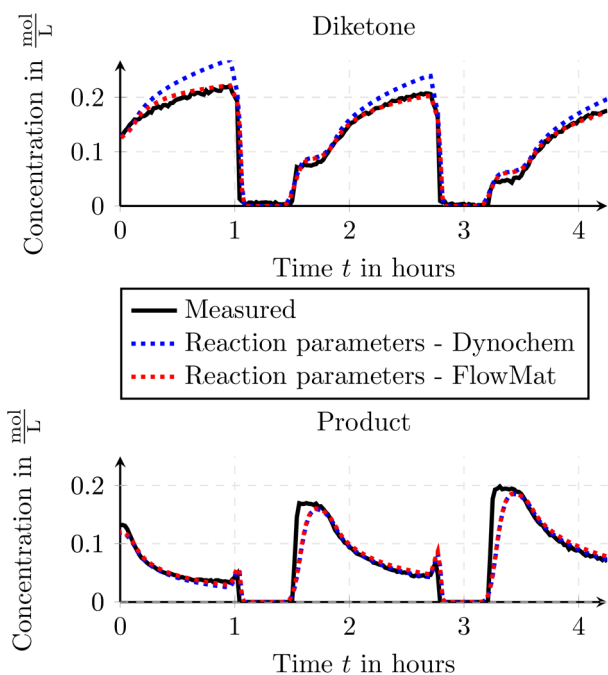 Diketone
Concentration in mol/L
0.2
0.1
0
0 1 2 3 4
Time t in hours
Measured
Reaction parameters - Dynochem
Reaction parameters - FlowMat
Product
Concentration in mol/L
0.2
0.1
0
0 1 2 3 4
Time t in hours